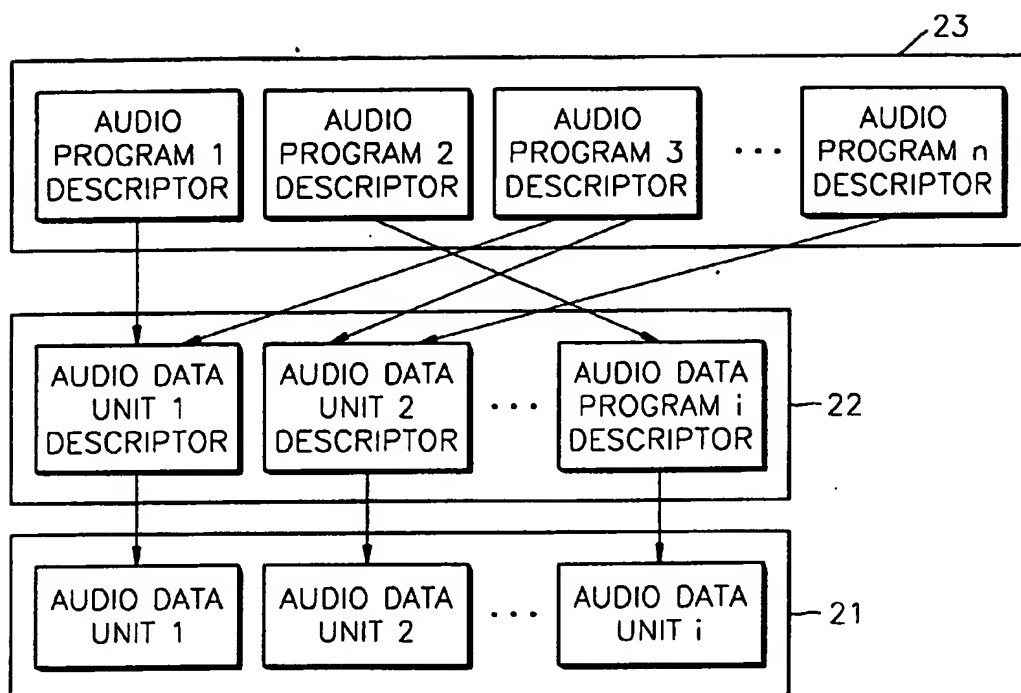 23
AUDIO
PROGRAM 1
DESCRIPTOR
AUDIO
PROGRAM 2
DESCRIPTOR
AUDIO
PROGRAM 3
DESCRIPTOR
...
AUDIO
PROGRAM n
DESCRIPTOR
AUDIO DATA
UNIT 1
DESCRIPTOR
AUDIO DATA
UNIT 2
DESCRIPTOR
...
AUDIO DATA
PROGRAM i
DESCRIPTOR
22
AUDIO DATA
UNIT 1
AUDIO DATA
UNIT 2
...
AUDIO DATA
UNIT i
21